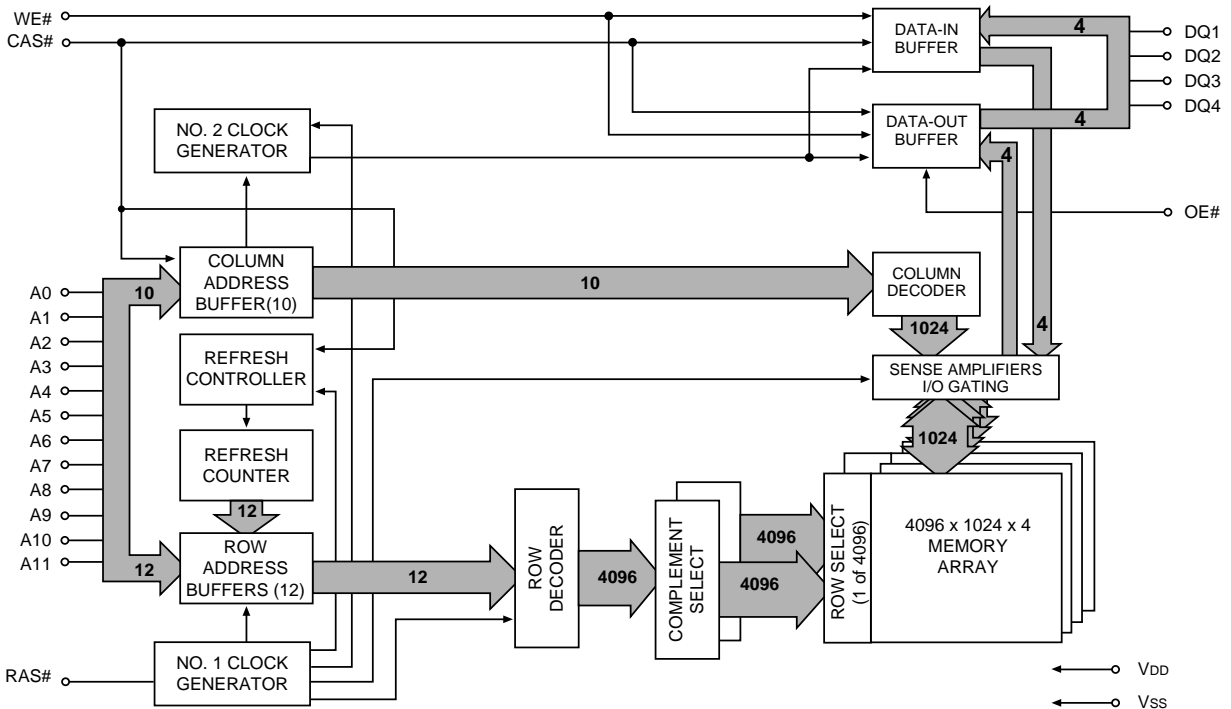 WE#
CAS#
DATA-IN
BUFFER
4
DQ1
DQ2
DQ3
DQ4
NO. 2 CLOCK
GENERATOR
DATA-OUT
BUFFER
4
4
OE#
COLUMN
ADDRESS
BUFFER(10)
10
10
COLUMN
DECODER
A0
A1
A2
A3
A4
A5
A6
A7
A8
A9
A10
A11
1024
4
REFRESH
CONTROLLER
SENSE AMPLIFIERS
I/O GATING
1024
REFRESH
COUNTER
12
ROW
ADDRESS
BUFFERS (12)
12
12
ROW
DECODER
4096
COMPLEMENT
SELECT
4096
4096
ROW SELECT
(1 of 4096)
4096 x 1024 x 4
MEMORY
ARRAY
RAS#
NO. 1 CLOCK
GENERATOR
VDD
VSS